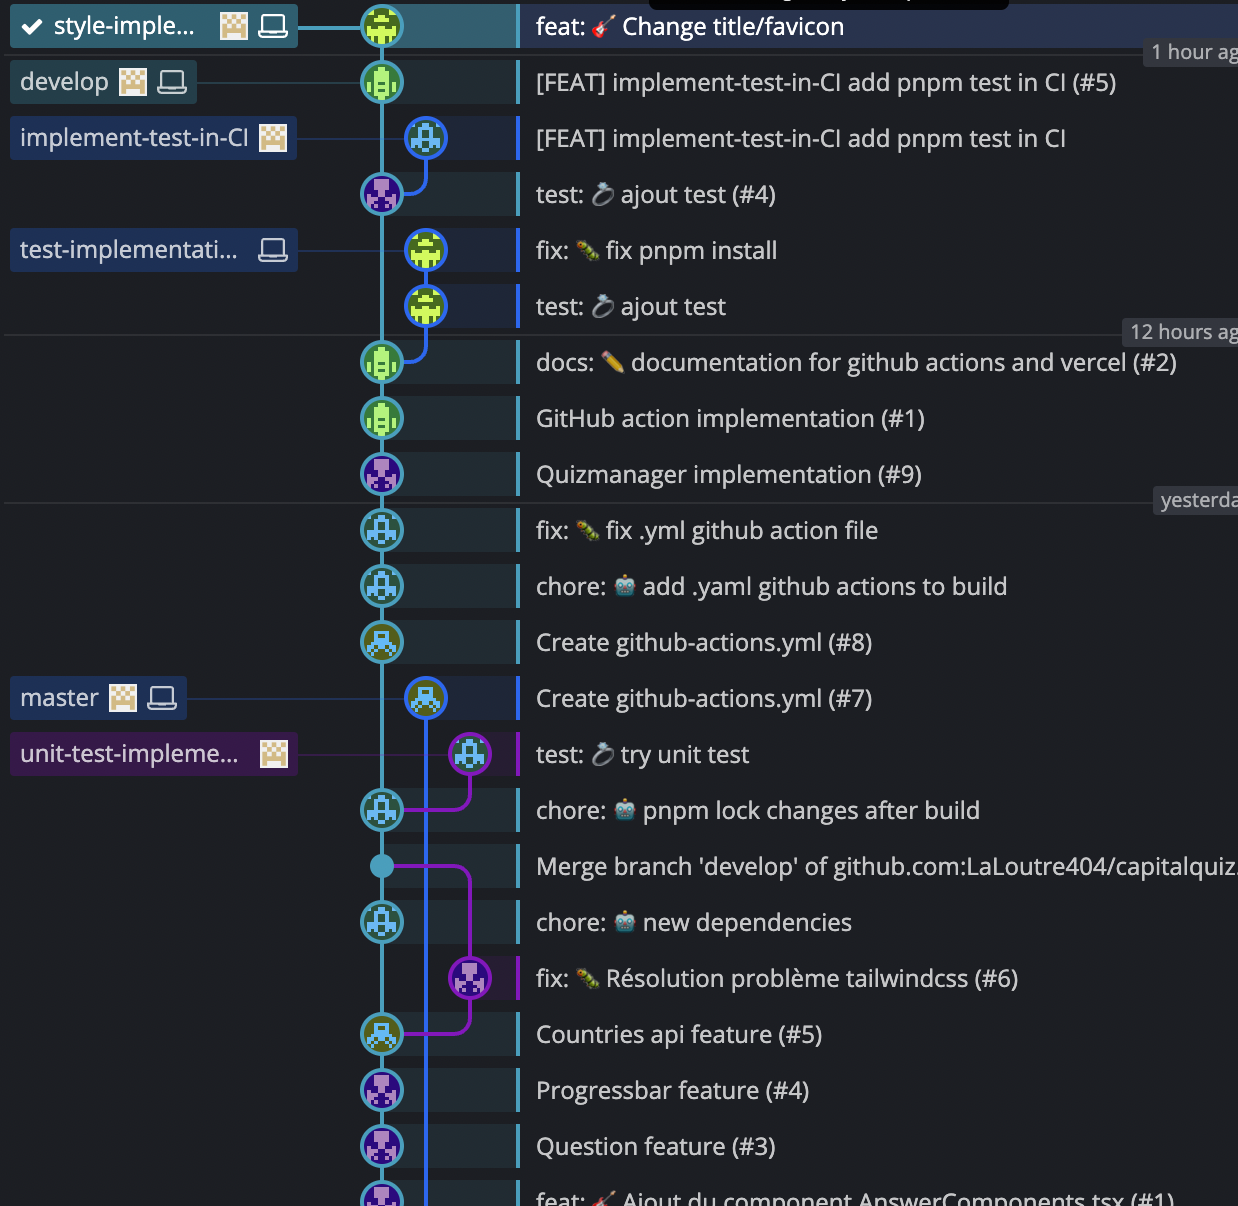 style-imple...
feat: 🎸 Change title/favicon
1 hour ag
develop
[FEAT] implement-test-in-CI add pnpm test in CI (#5)
implement-test-in-CI
[FEAT] implement-test-in-CI add pnpm test in CI
test: 💍 ajout test (#4)
test-implementati...
fix: 🐛 fix pnpm install
test: 💍 ajout test
12 hours ag
docs: ✏️ documentation for github actions and vercel (#2)
GitHub action implementation (#1)
Quizmanager implementation (#9)
yesterda
fix: 🐛 fix .yml github action file
chore: 🤖 add .yaml github actions to build
Create github-actions.yml (#8)
master
Create github-actions.yml (#7)
unit-test-impleme...
test: 💍 try unit test
chore: 🤖 pnpm lock changes after build
Merge branch 'develop' of github.com:LaLoutre404/capitalquiz.
chore: 🤖 new dependencies
fix: 🐛 Résolution problème tailwindcss (#6)
Countries api feature (#5)
Progressbar feature (#4)
Question feature (#3)
feat: 🎸 Ajout du component AnswerComponents.tsx (#1)